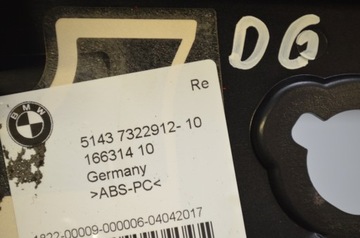 DG
BMW
Re
5143 7322912- 10
166314 10
Germany
>ABS-PC<
1822-00009-000006-04042017